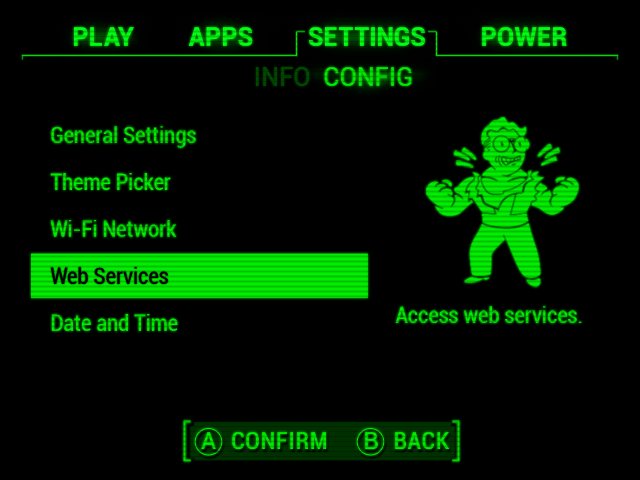 PLAY APPS SETTINGS POWER
INFO CONFIG
General Settings
Theme Picker
Wi-Fi Network
Web Services
Date and Time
Access web services.
A CONFIRM B BACK